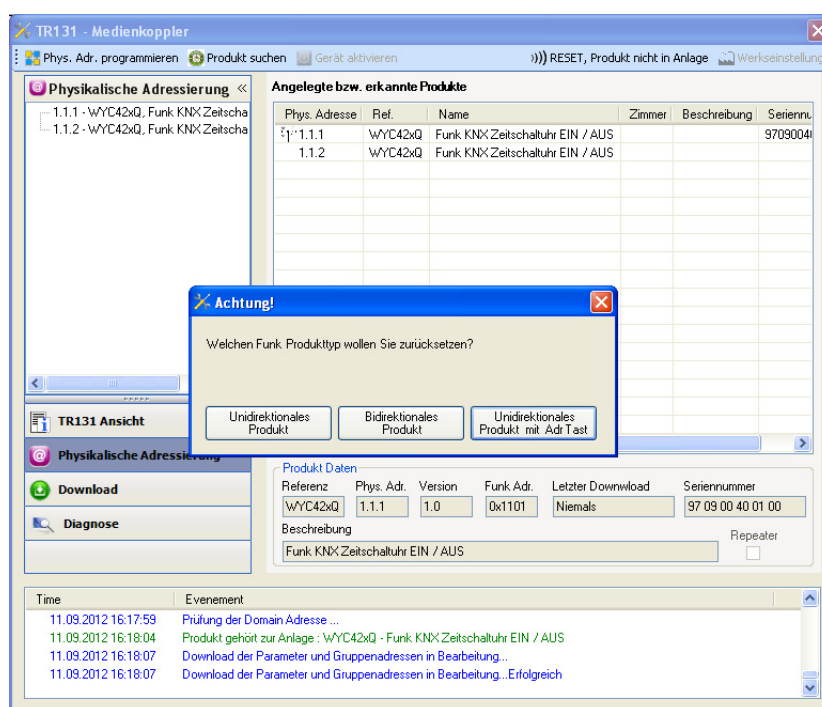 TR131 - Medienkoppler
Phys. Adr. programmieren Produkt suchen Gerät aktivieren RESET, Produkt nicht in Anlage Werkseinstellung
Physikalische Adressierung «
1.1.1 - WYC42xQ, Funk KNX Zeitscha
1.1.2 - WYC42xQ, Funk KNX Zeitscha
Angelegte bzw. erkannte Produkte
Phys. Adresse Ref. Name Zimmer Beschreibung Seriennu
1.1.1 WYC42xQ Funk KNX Zeitschaltuhr EIN / AUS 9709004
1.1.2 WYC42xQ Funk KNX Zeitschaltuhr EIN / AUS
Achtung!
Welchen Funk Produkttyp wollen Sie zurücksetzen?
Unidirektionales Produkt
Bidirektionales Produkt
Unidirektionales Produkt mit Adr Tast
TR131 Ansicht
Physikalische Adressierung
Download
Diagnose
Produkt Daten
Referenz Phys. Adr. Version Funk Adr. Letzter Downwload Seriennummer
WYC42xQ 1.1.1 1.0 0x1101 Niemals 97 09 00 40 01 00
Beschreibung
Repeater
Funk KNX Zeitschaltuhr EIN / AUS
Time Evenement
11.09.2012 16:17:59 Prüfung der Domain Adresse ...
11.09.2012 16:18:04 Produkt gehört zur Anlage : WYC42xQ - Funk KNX Zeitschaltuhr EIN / AUS
11.09.2012 16:18:07 Download der Parameter und Gruppenadressen in Bearbeitung...
11.09.2012 16:18:07 Download der Parameter und Gruppenadressen in Bearbeitung...Erfolgreich